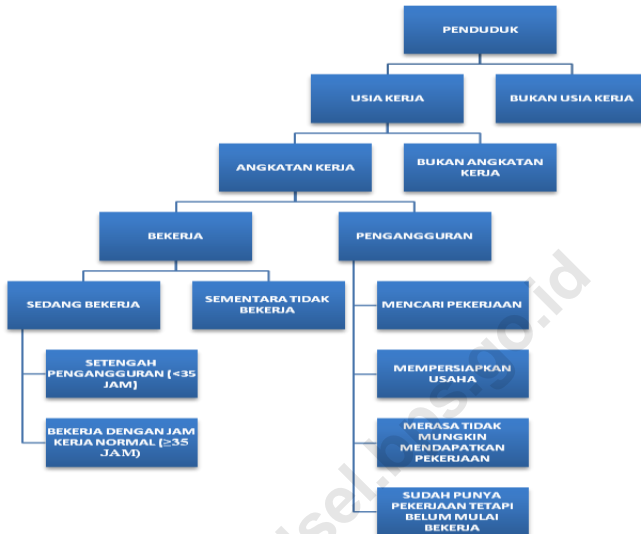 PENDUDUK
USIA KERJA
BUKAN USIA KERJA
ANGKATAN KERJA
BUKAN ANGKATAN
KERJA
BEKERJA
PENGANGGURAN
SEDANG BEKERJA
SEMENTARA TIDAK
BEKERJA
MENCARI PEKERJAAN
SETENGAH
PENGANGGURAN (<35
JAM)
MEMPERSIAPKAN
USAHA
BEKERJA DENGAN JAM
KERJA NORMAL (≥35
JAM)
MERASA TIDAK
MUNGKIN
MENDAPATKAN
PEKERJAAN
SUDAH PUNYA
PEKERJAAN TETAPI
BELUM MULAI
BEKERJA